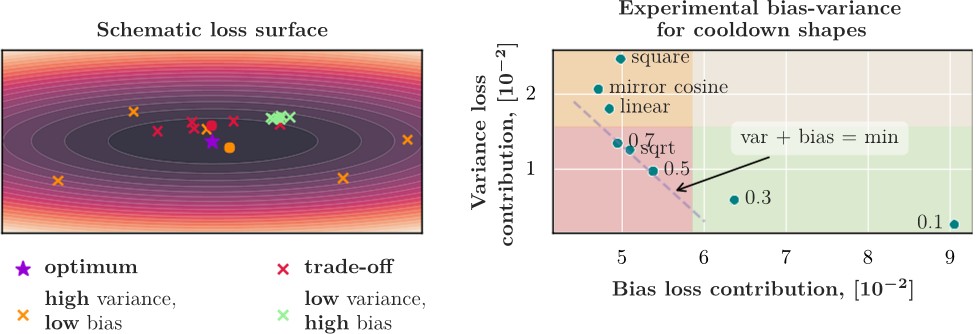 Schematic loss surface
optimum
high variance,
low bias
trade-off
low variance,
high bias
Experimental bias-variance
for cooldown shapes
Variance loss
contribution, [10⁻²]
2
1
square
mirror cosine
linear
0.7
sqrt
0.5
0.3
0.1
var + bias = min
5 6 7 8 9
Bias loss contribution, [10⁻²]